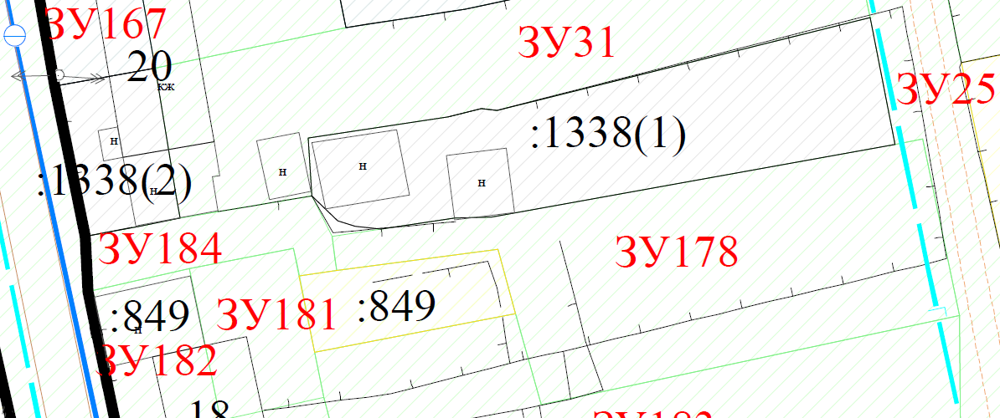 ЗУ167
ЗУ31
20
кж
ЗУ25
:1338(1)
н
н
н
н
:1338(2)
н
ЗУ184
ЗУ178
:849
н
ЗУ181
:849
ЗУ182
18